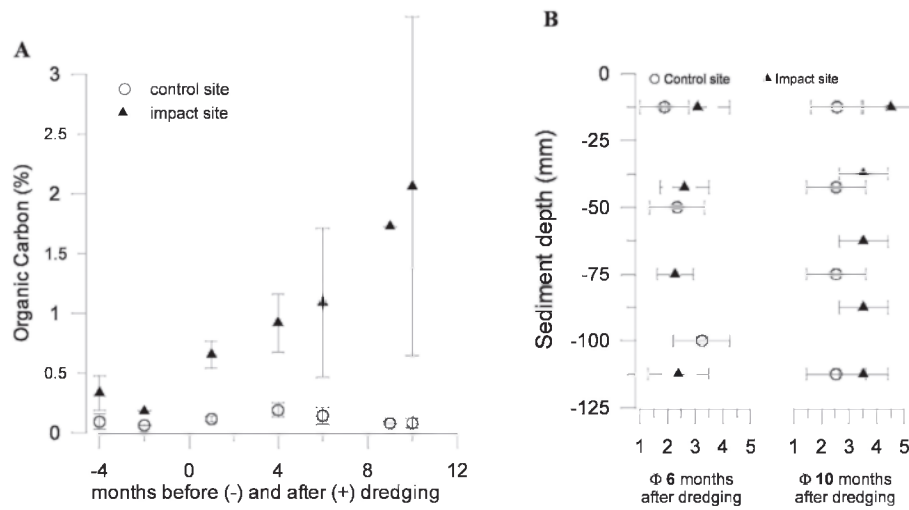 A
control site
impact site
3
2.5
2
1.5
1
0.5
0
Organic Carbon (%)
-4 0 4 8 12
months before (-) and after (+) dredging
B
Control site Impact site
0
-25
-50
-75
-100
-125
Sediment depth (mm)
1 2 3 4 5
Φ 6 months
after dredging
1 2 3 4 5
Φ 10 months
after dredging